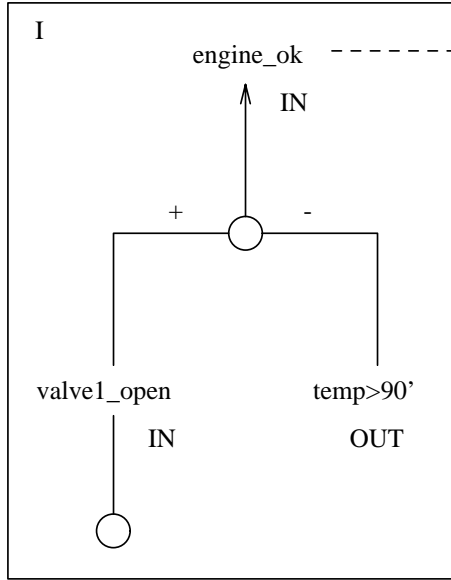 I
engine_ok
IN
+ -
valve1_open temp>90'
IN OUT